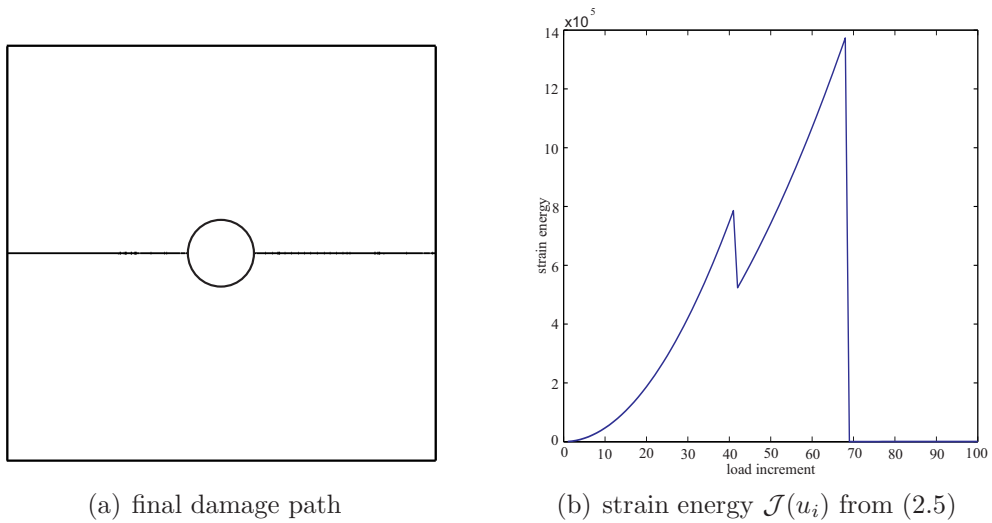 x10 5
14
12
10
8
6
4
2
0
strain energy
0 10 20 30 40 50 60 70 80 90 100
load increment
(a) final damage path
(b) strain energy 𝒥(uᵢ) from (2.5)